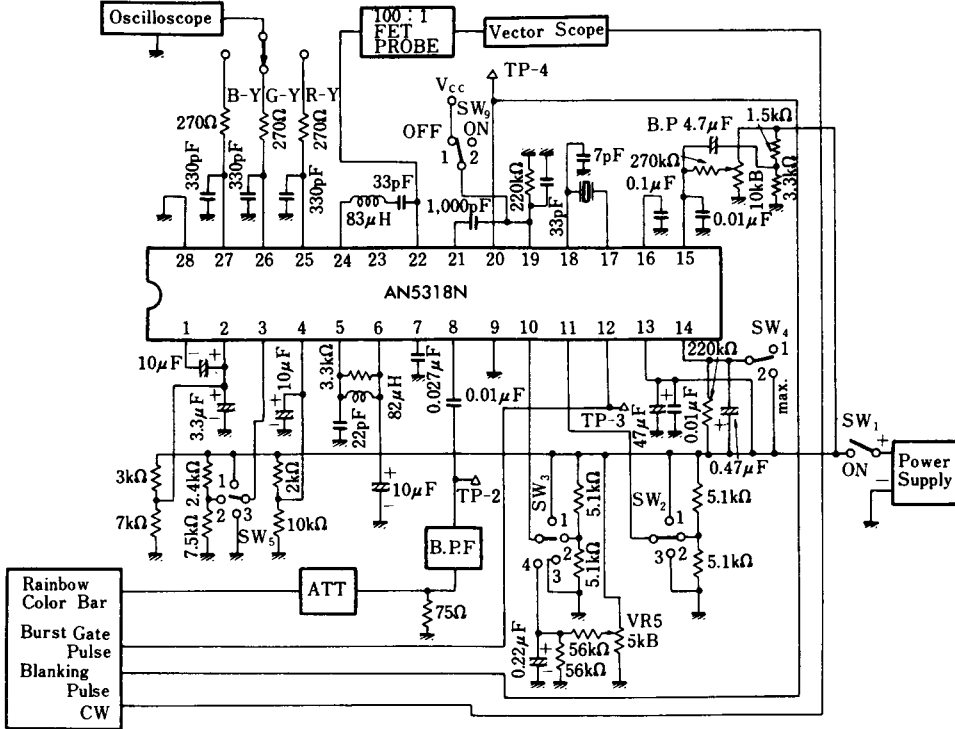 Oscilloscope
100 : 1
FET
PROBE
Vector Scope
TP-4
B-Y
G-Y
R-Y
VCC
SW9
OFF
ON
1
2
B.P 4.7μF
1.5kΩ
270Ω
270Ω
270Ω
330pF
330pF
330pF
33pF
83μH
1,000pF
220kΩ
33pF
7pF
270kΩ
0.1μF
10kB
3.3kΩ
0.01μF
28
27
26
25
24
23
22
21
20
19
18
17
16
15
AN5318N
1
2
3
4
5
6
7
8
9
10
11
12
13
14
10μF
3.3μF
10μF
3.3kΩ
22pF
82μH
0.027μF
0.01μF
TP-3
220kΩ
SW4
1
2
max.
47μF
0.01μF
0.47μF
SW1
ON
Power
Supply
3kΩ
7kΩ
2.4kΩ
7.5kΩ
1
2
3
SW5
2kΩ
10kΩ
10μF
TP-2
B.P.F
SW3
1
2
3
4
5.1kΩ
5.1kΩ
SW2
1
2
3
5.1kΩ
5.1kΩ
Rainbow
Color Bar
Burst Gate
Pulse
Blanking
Pulse
CW
ATT
75Ω
0.22μF
56kΩ
56kΩ
VR5
5kB